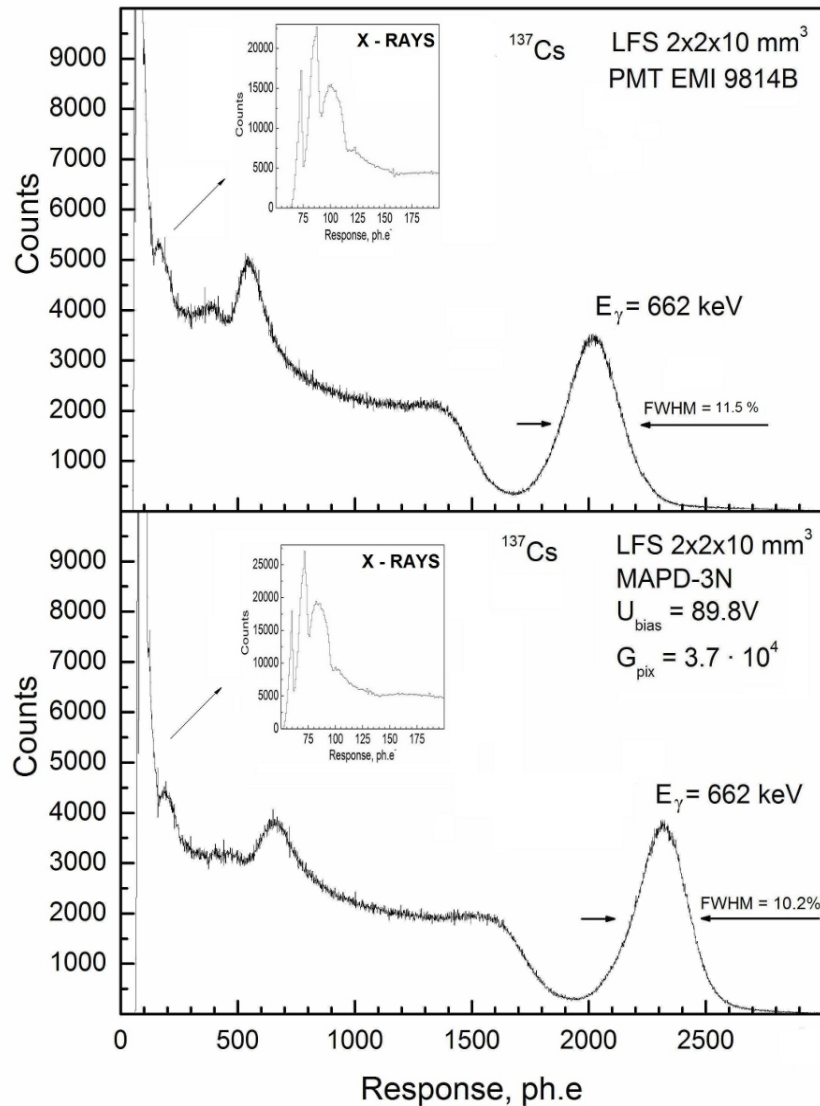 9000
8000
7000
6000
5000
4000
3000
2000
1000
Counts
X - RAYS
20000
15000
10000
5000
0
Counts
75 100 125 150 175
Response, ph.e⁻
¹³⁷Cs
LFS 2x2x10 mm³
PMT EMI 9814B
E_γ = 662 keV
FWHM = 11.5 %
9000
8000
7000
6000
5000
4000
3000
2000
1000
Counts
X - RAYS
25000
20000
15000
10000
5000
0
Counts
75 100 125 150 175
Response, ph.e⁻
¹³⁷Cs
LFS 2x2x10 mm³
MAPD-3N
U_bias = 89.8V
G_pix = 3.7 · 10⁴
E_γ = 662 keV
FWHM = 10.2%
0 500 1000 1500 2000 2500
Response, ph.e